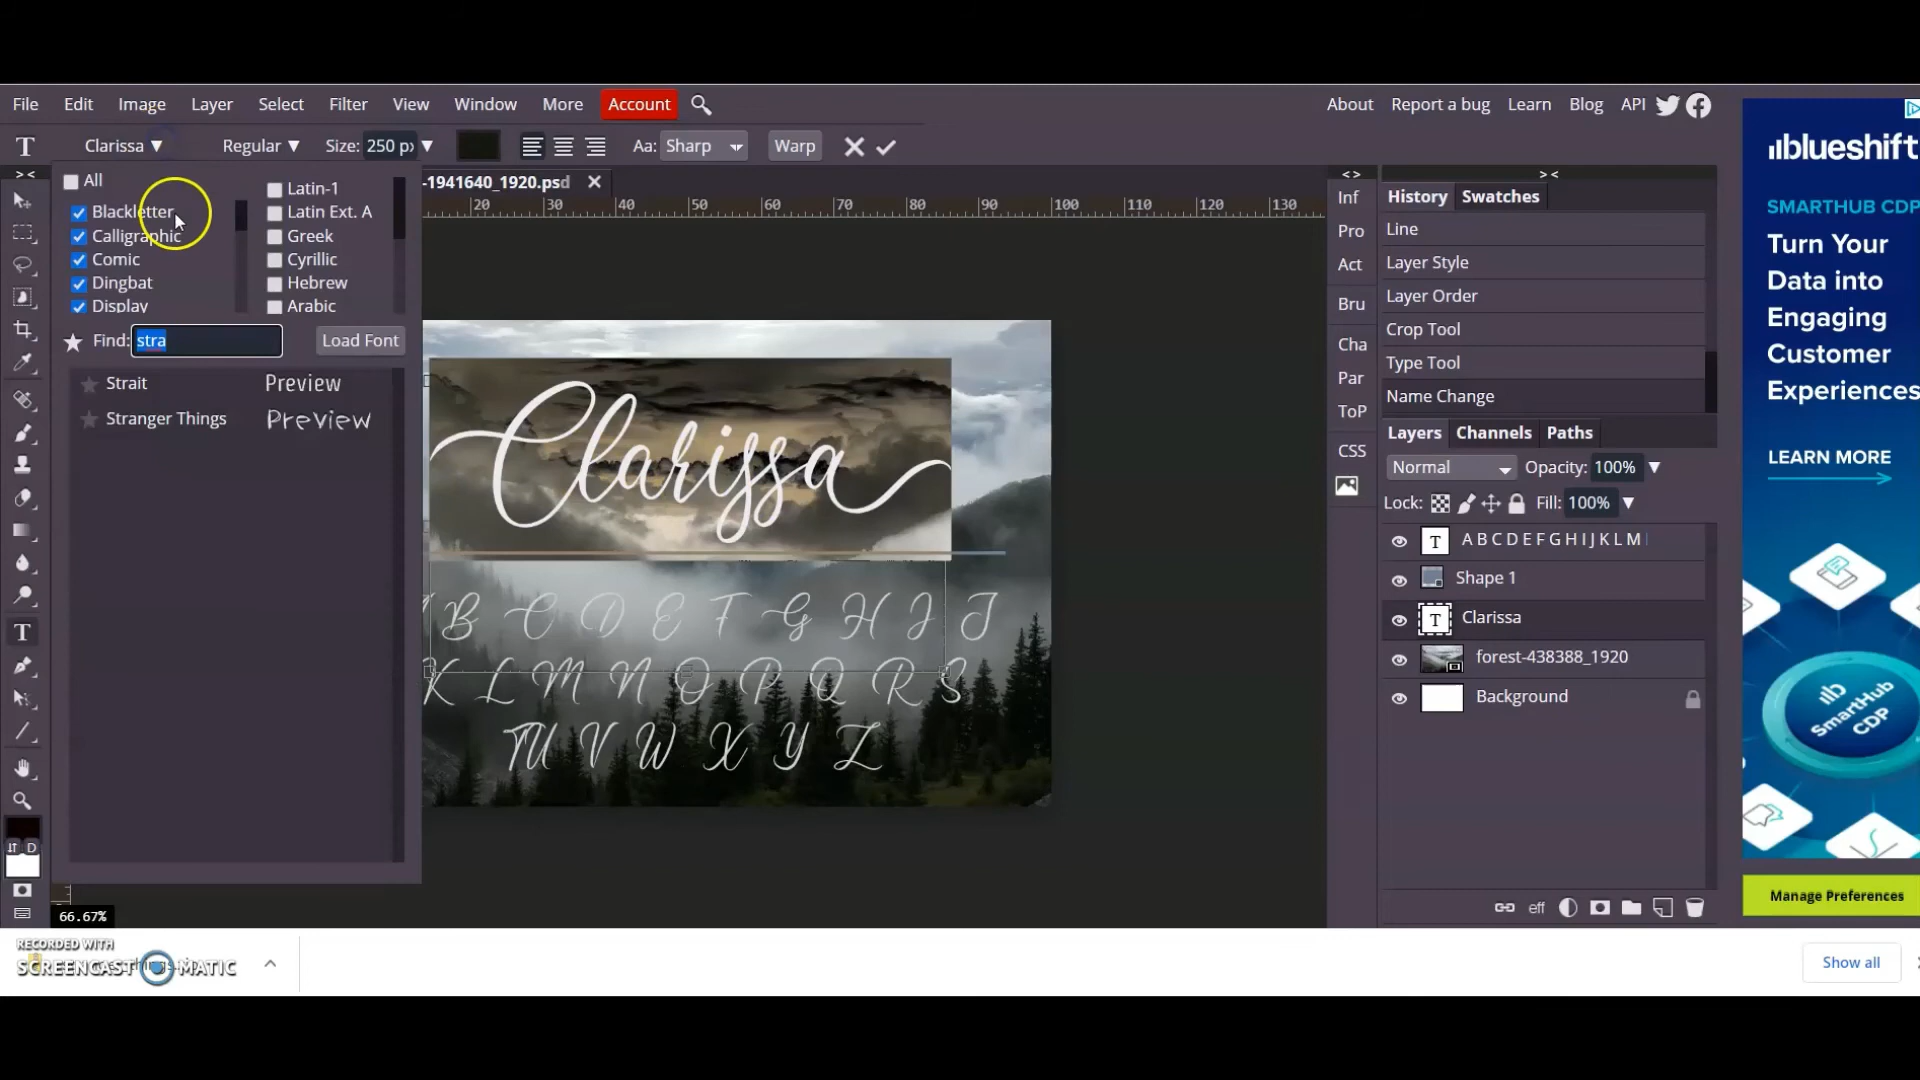 File Edit Image Layer Select Filter View Window More Account
About Report a bug Learn Blog API
T Clarissa ▼ Regular ▼ Size: 250 px ▼ Aa: Sharp Warp
> <
-1941640_1920.psd
< >
> <
All
Blackletter
Calligraphic
Comic
Dingbat
Display
Latin-1
Latin Ext. A
Greek
Cyrillic
Hebrew
Arabic
Find: stra Load Font
Strait Preview
Stranger Things Preview
20 30 40 50 60 70 80 90 100 110 120 130
Clarissa
B C D E F G H I J
K L M N O P Q R S
T U V W X Y Z
T
D
66.67%
Inf
Pro
Act
Bru
Cha
Par
ToP
CSS
History Swatches
Line
Layer Style
Layer Order
Crop Tool
Type Tool
Name Change
Layers Channels Paths
Normal Opacity: 100% ▼
Lock: Fill: 100% ▼
T A B C D E F G H I J K L M
Shape 1
T Clarissa
forest-438388_1920
Background
eff
blueshift
SMARTHUB CDP
Turn Your
Data into
Engaging
Customer
Experiences
LEARN MORE
SmartHub
CDP
Manage Preferences
RECORDED WITH
SCREENCAST MATIC
Show all